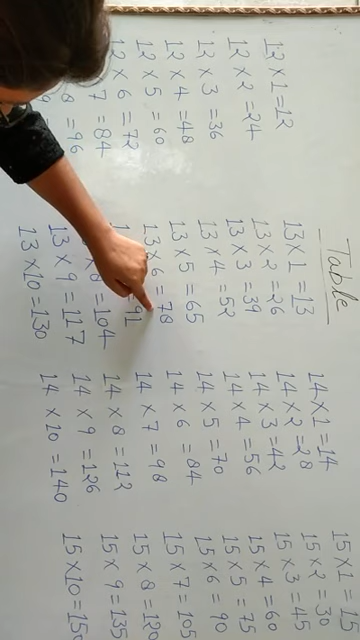 Table
12 × 1 = 12
12 × 2 = 24
12 × 3 = 36
12 × 4 = 48
12 × 5 = 60
12 × 6 = 72
7 = 84
8 = 96
9
13 × 1 = 13
13 × 2 = 26
13 × 3 = 39
13 × 4 = 52
13 × 5 = 65
13 × 6 = 78
= 91
× 8 = 104
13 × 9 = 117
13 × 10 = 130
14 × 1 = 14
14 × 2 = 28
14 × 3 = 42
14 × 4 = 56
14 × 5 = 70
14 × 6 = 84
14 × 7 = 98
14 × 8 = 112
14 × 9 = 126
14 × 10 = 140
15 × 1 = 15
15 × 2 = 30
15 × 3 = 45
15 × 4 = 60
15 × 5 = 75
15 × 6 = 90
15 × 7 = 105
15 × 8 = 120
15 × 9 = 135
15 × 10 = 150